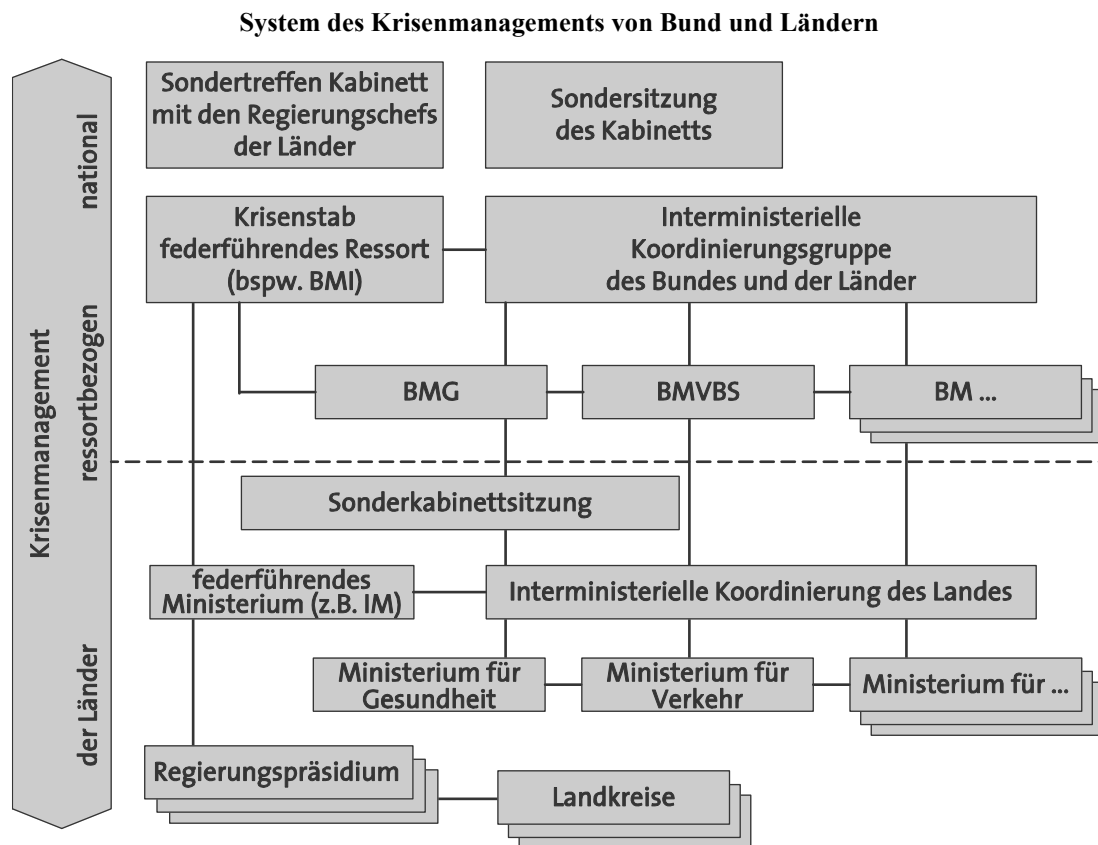 System des Krisenmanagements von Bund und Ländern
Krisenmanagement
national
ressortbezogen
der Länder
Sondertreffen Kabinett
mit den Regierungschefs
der Länder
Sondersitzung
des Kabinetts
Krisenstab
federführendes Ressort
(bspw. BMI)
Interministerielle
Koordinierungsgruppe
des Bundes und der Länder
BMG
BMVBS
BM ...
Sonderkabinettsitzung
federführendes
Ministerium (z.B. IM)
Interministerielle Koordinierung des Landes
Ministerium für
Gesundheit
Ministerium für
Verkehr
Ministerium für ...
Regierungspräsidium
Landkreise